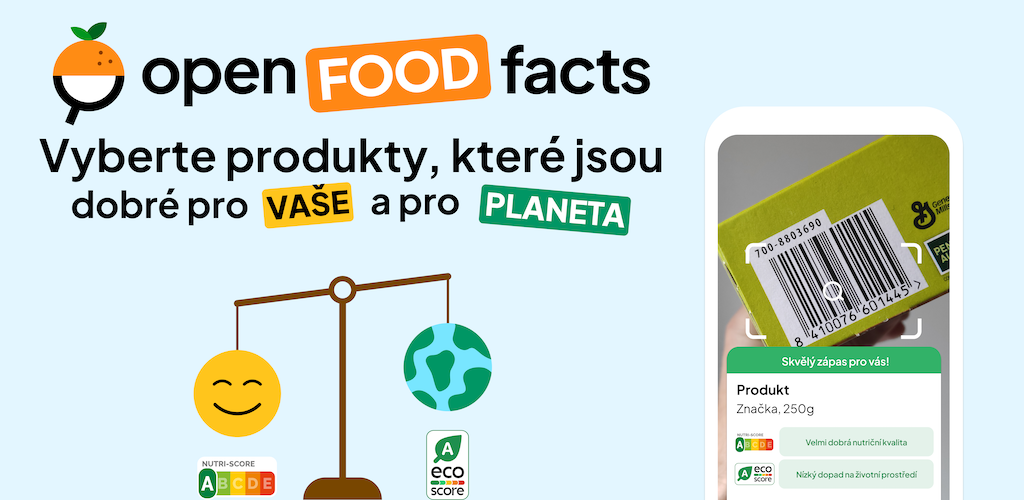 open FOOD facts
Vyberte produkty, které jsou
dobré pro VAŠE a pro PLANETA
NUTRI-SCORE
A B C D E
A
eco
score
700-8803690
8 410076 601445 >
Skvělý zápas pro vás!
Produkt
Značka, 250g
NUTRI-SCORE
A B C D E
Velmi dobrá nutriční kvalita
A
eco
score
Nízký dopad na životní prostředí